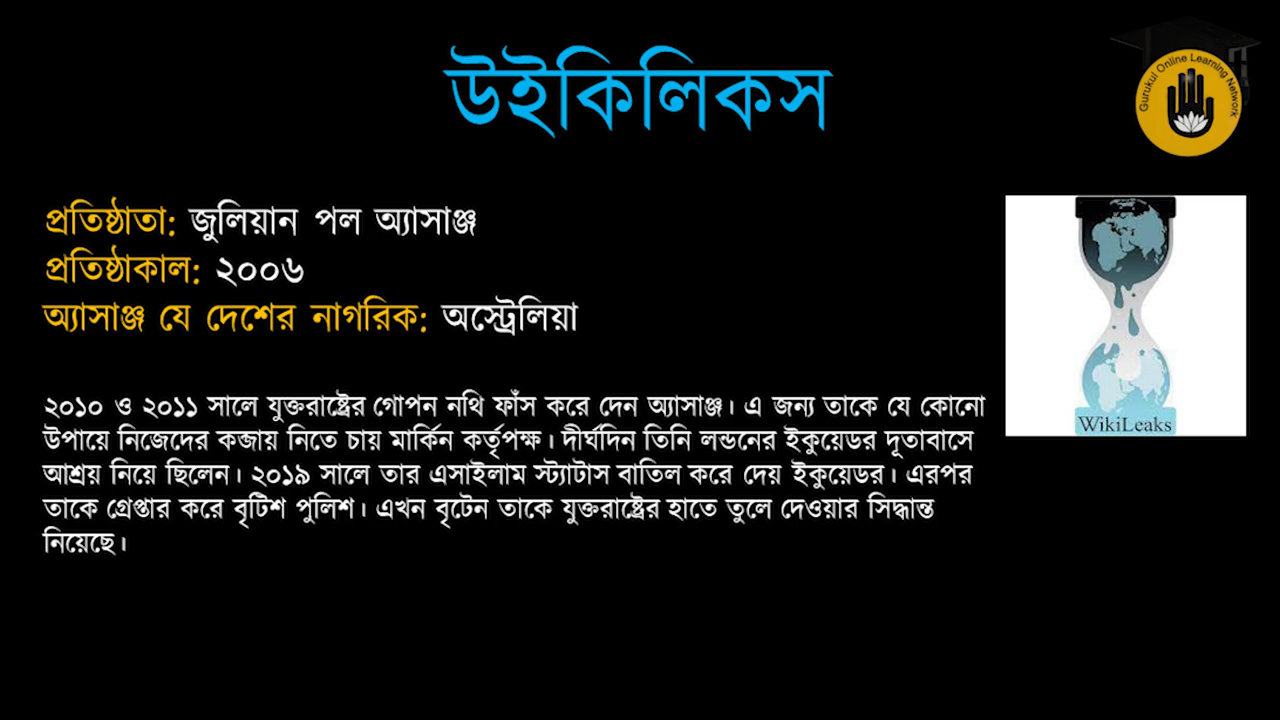 উইকিলিকস
Gurukul Online Learning Network
প্রতিষ্ঠাতা: জুলিয়ান পল অ্যাসাঞ্জ
প্রতিষ্ঠাকাল: ২০০৬
অ্যাসাঞ্জ যে দেশের নাগরিক: অস্ট্রেলিয়া
২০১০ ও ২০১১ সালে যুক্তরাষ্ট্রের গোপন নথি ফাঁস করে দেন অ্যাসাঞ্জ। এ জন্য তাকে যে কোনো
উপায়ে নিজেদের কব্জায় নিতে চায় মার্কিন কর্তৃপক্ষ। দীর্ঘদিন তিনি লন্ডনের ইকুয়েডর দূতাবাসে
আশ্রয় নিয়ে ছিলেন। ২০১৯ সালে তার এসাইলাম স্ট্যাটাস বাতিল করে দেয় ইকুয়েডর। এরপর
তাকে গ্রেপ্তার করে বৃটিশ পুলিশ। এখন বৃটেন তাকে যুক্তরাষ্ট্রের হাতে তুলে দেওয়ার সিদ্ধান্ত
নিয়েছে।
WikiLeaks